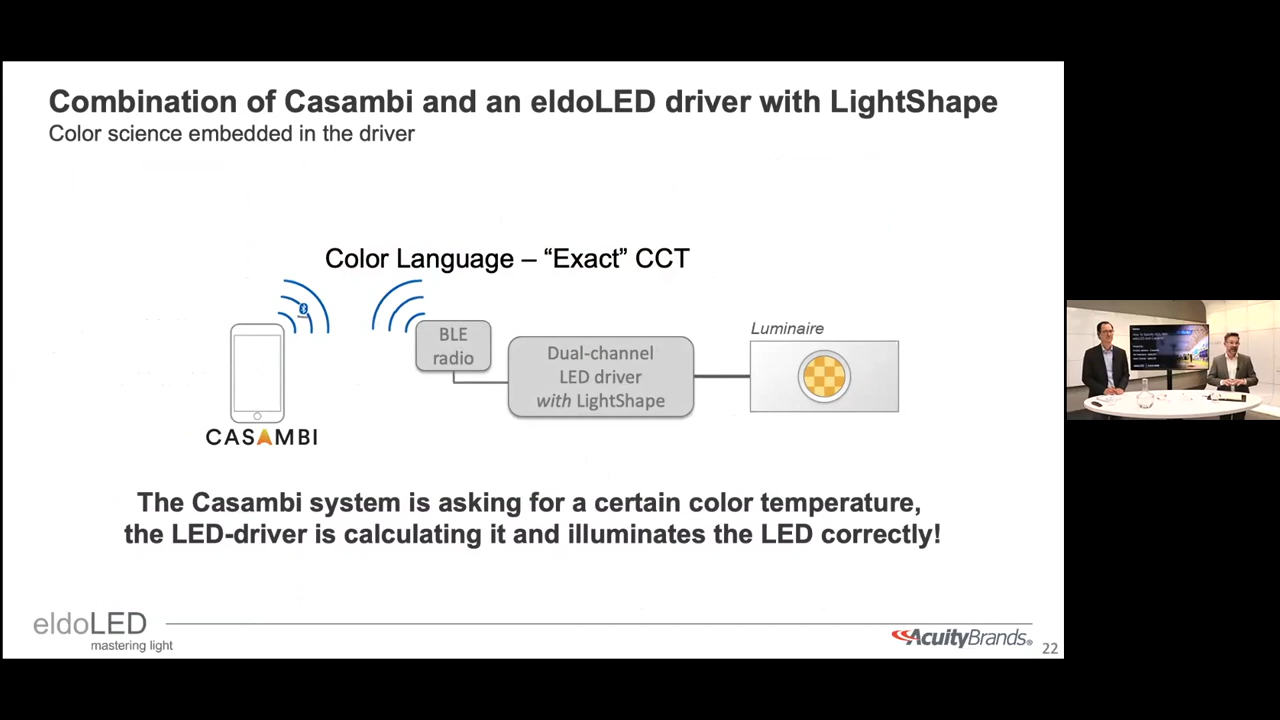 Combination of Casambi and an eldoLED driver with LightShape
Color science embedded in the driver
Color Language – “Exact” CCT
BLE
radio
Dual-channel
LED driver
with LightShape
Luminaire
CASAMBI
The Casambi system is asking for a certain color temperature,
the LED-driver is calculating it and illuminates the LED correctly!
eldoLED
mastering light
AcuityBrands®
22